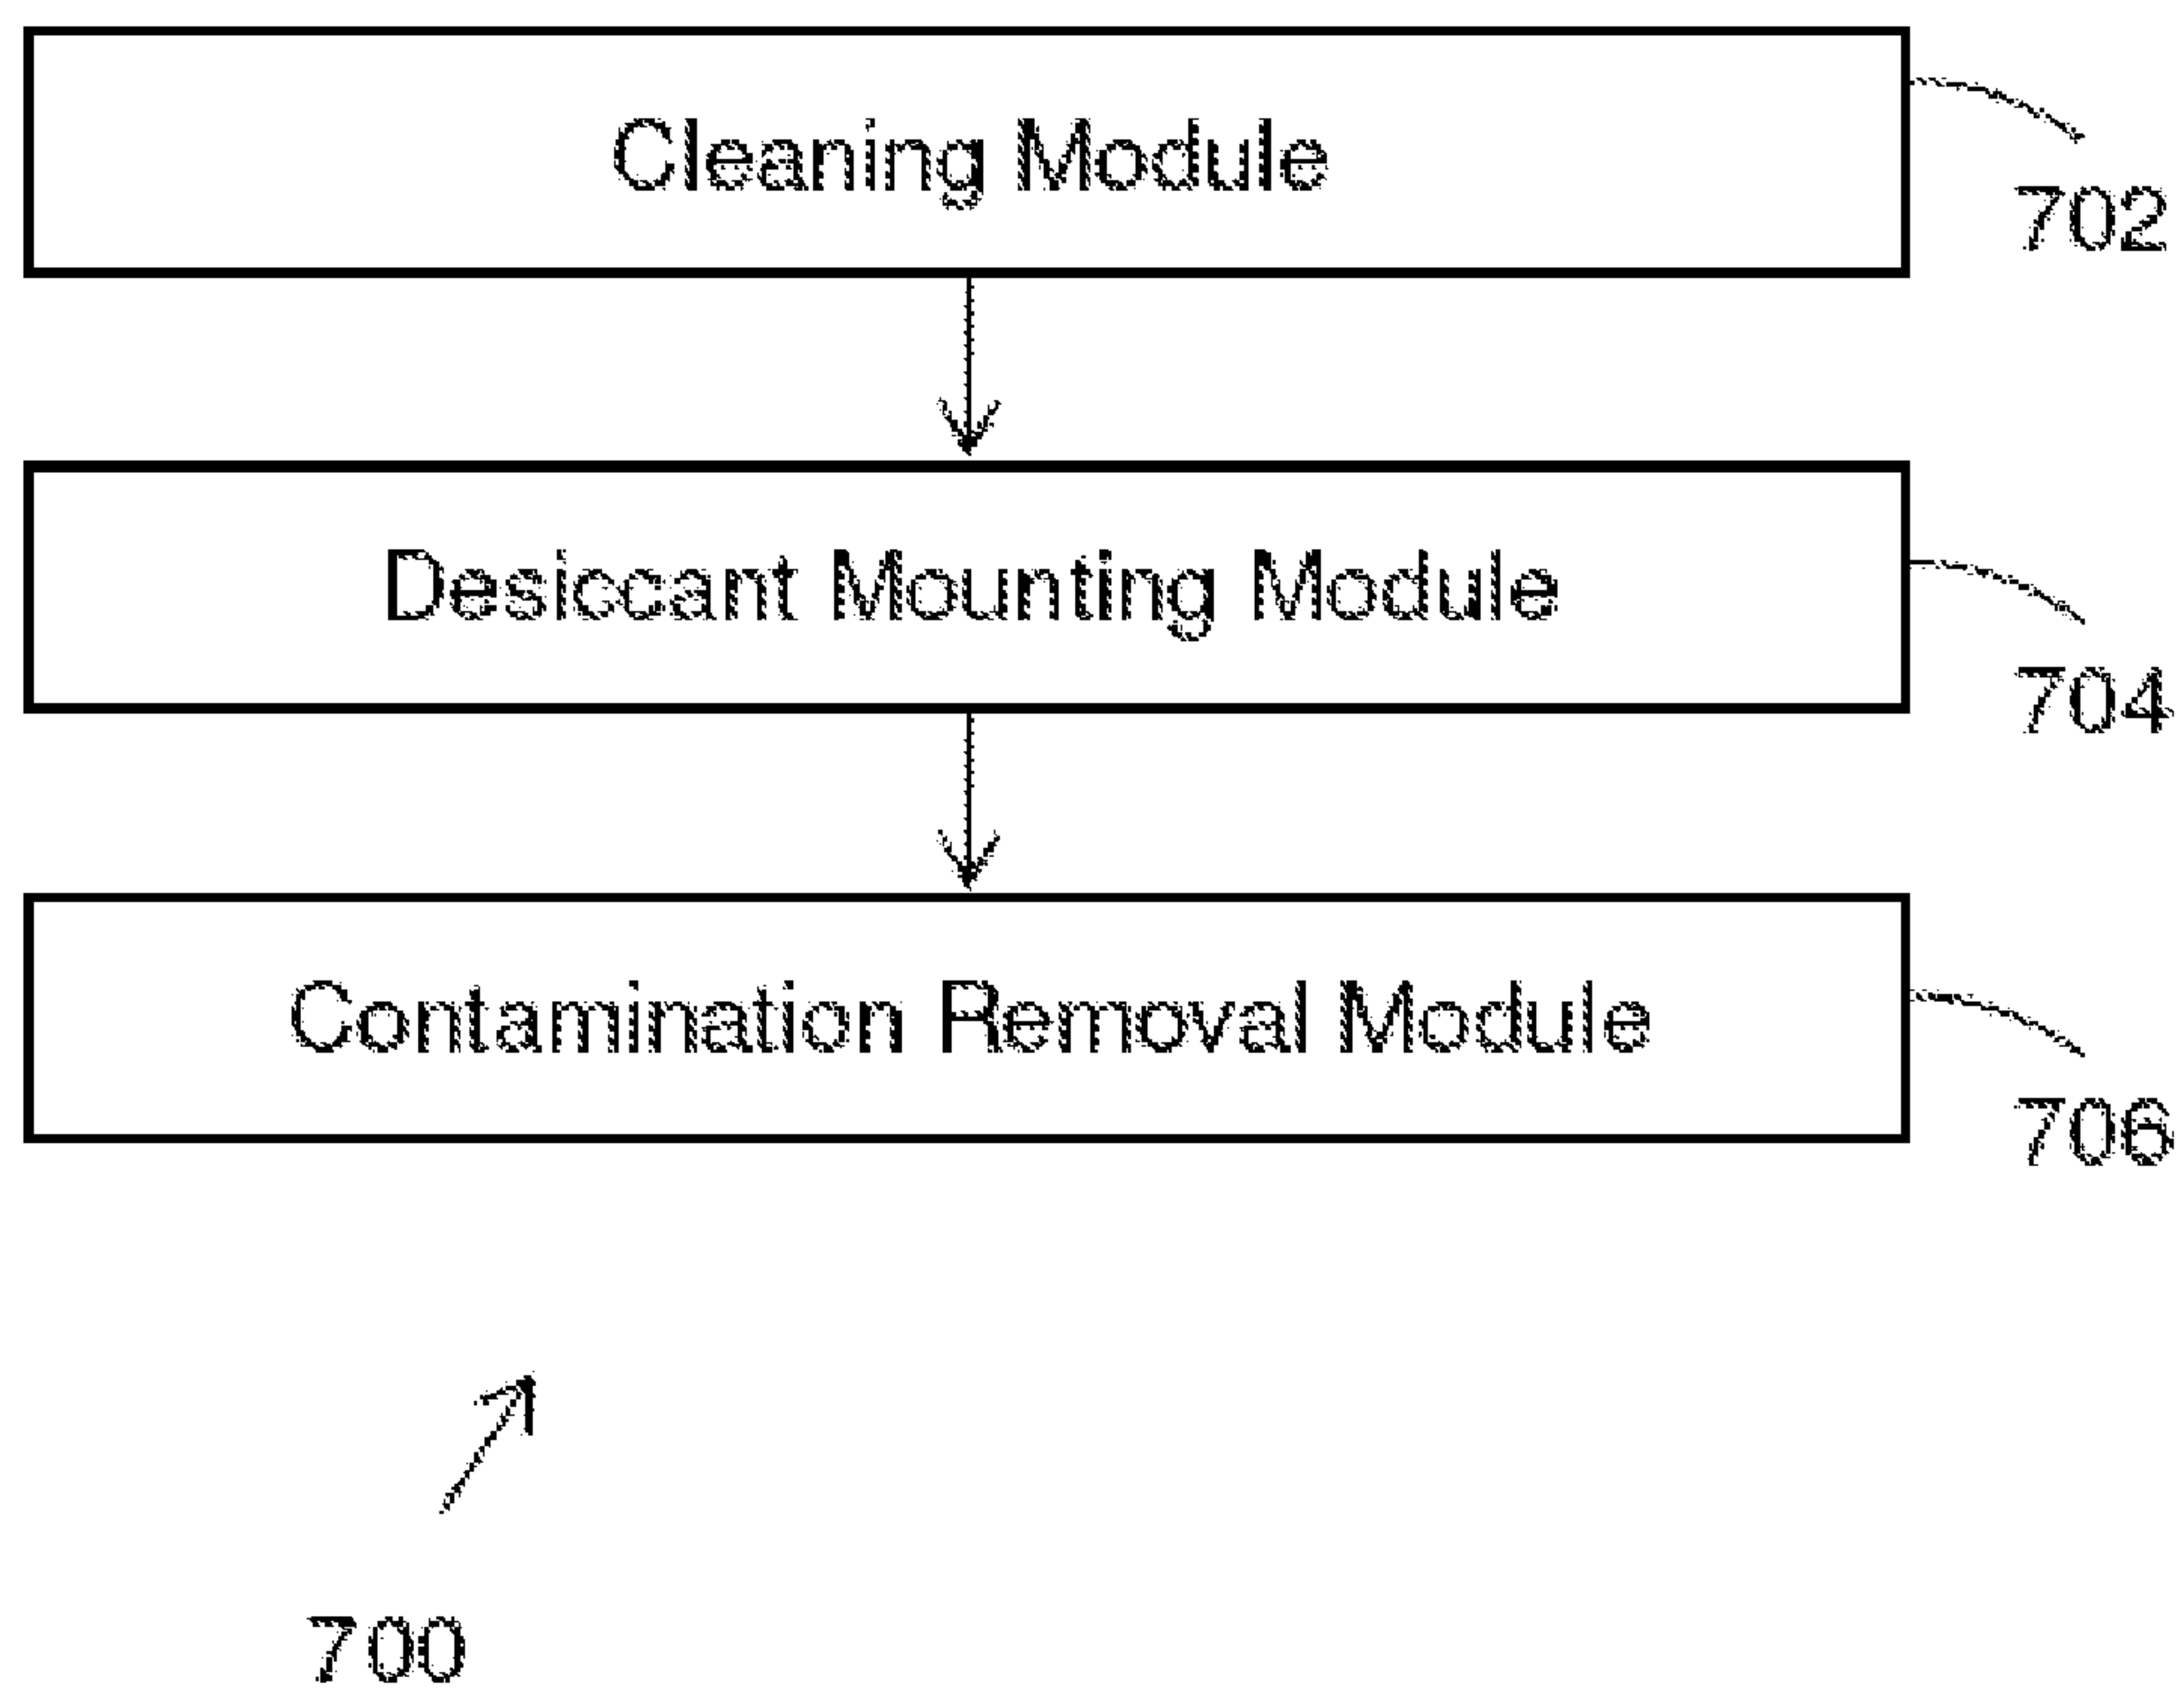 Cleaning Module
702
Desiccant Mounting Module
704
Contamination Removal Module
706
700